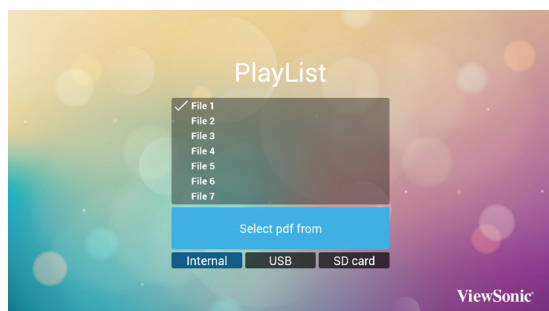 PlayList
File 1
File 2
File 3
File 4
File 5
File 6
File 7
Select pdf from
Internal USB SD card
ViewSonic